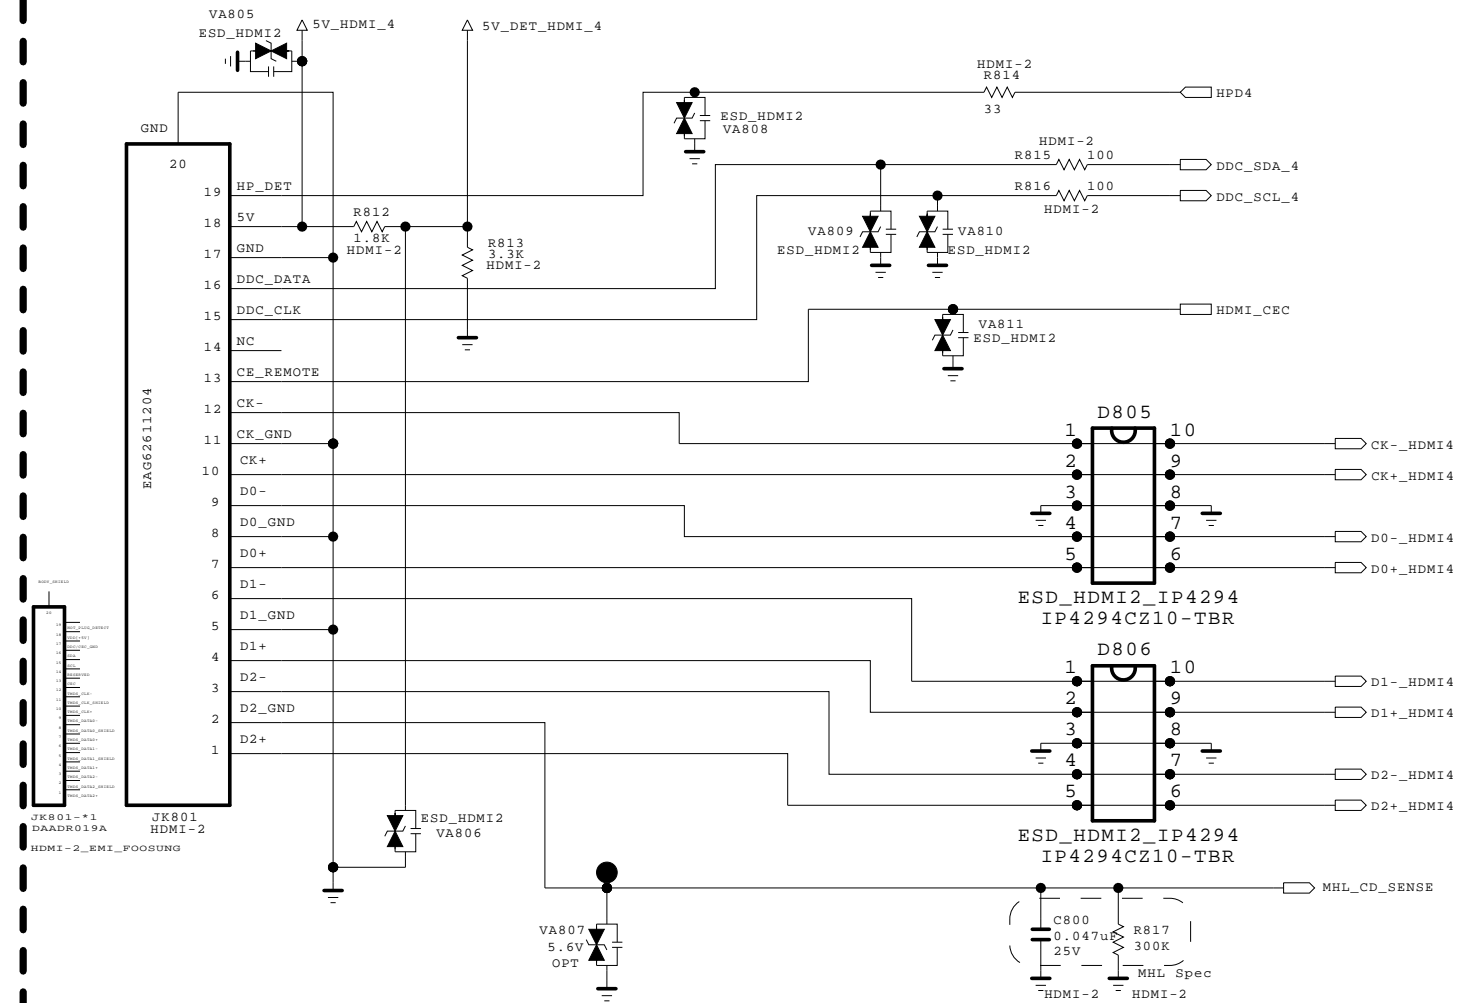 VA805
ESD_HDMI2
5V_HDMI_4
5V_DET_HDMI_4
HDMI-2
R814
33
HPD4
ESD_HDMI2
VA808
GND
20
HDMI-2
R815 100
DDC_SDA_4
R816 100
HDMI-2
DDC_SCL_4
19 HP_DET
18 5V
R812
1.8K
HDMI-2
R813
3.3K
HDMI-2
VA809
ESD_HDMI2
VA810
ESD_HDMI2
17 GND
16 DDC_DATA
15 DDC_CLK
HDMI_CEC
VA811
ESD_HDMI2
14 NC
13 CE_REMOTE
12 CK-
11 CK_GND
10 CK+
9 D0-
8 D0_GND
7 D0+
6 D1-
5 D1_GND
4 D1+
3 D2-
2 D2_GND
1 D2+
EAG62611204
JK801
HDMI-2
D805
1 10 CK-_HDMI4
2 9 CK+_HDMI4
3 8
4 7 D0-_HDMI4
5 6 D0+_HDMI4
ESD_HDMI2_IP4294
IP4294CZ10-TBR
D806
1 10 D1-_HDMI4
2 9 D1+_HDMI4
3 8
4 7 D2-_HDMI4
5 6 D2+_HDMI4
ESD_HDMI2_IP4294
IP4294CZ10-TBR
JK801-*1
DAADR019A
HDMI-2_EMI_FOOSUNG
ESD_HDMI2
VA806
MHL_CD_SENSE
VA807
5.6V
OPT
C800
0.047uF
25V
R817
300K
MHL Spec
HDMI-2
HDMI-2